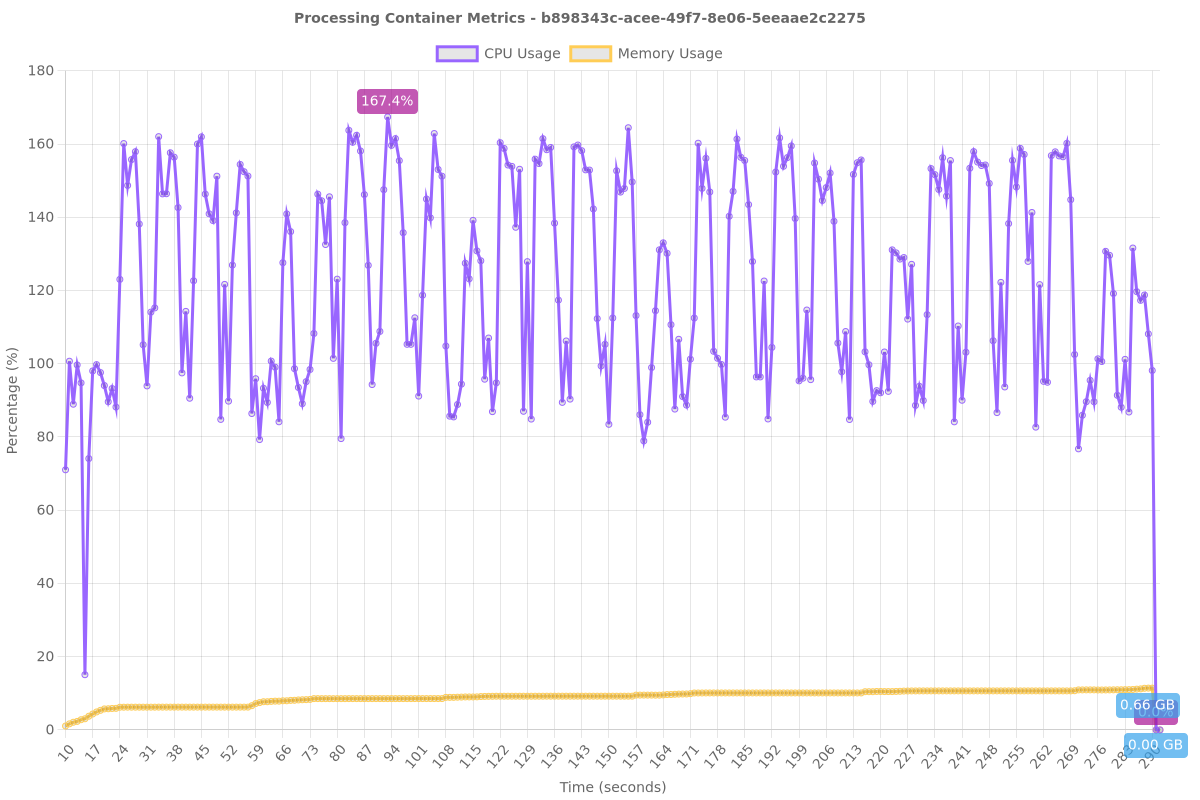 Processing Container Metrics - b898343c-acee-49f7-8e06-5eeaae2c2275
CPU Usage Memory Usage
180
160
140
120
100
80
60
40
20
0
Percentage (%)
167.4%
0.66 GB
0.0%
0.00 GB
10 17 24 31 38 45 52 59 66 73 80 87 94 101 108 115 122 129 136 143 150 157 164 171 178 185 192 199 206 213 220 227 234 241 248 255 262 269 276 290
Time (seconds)